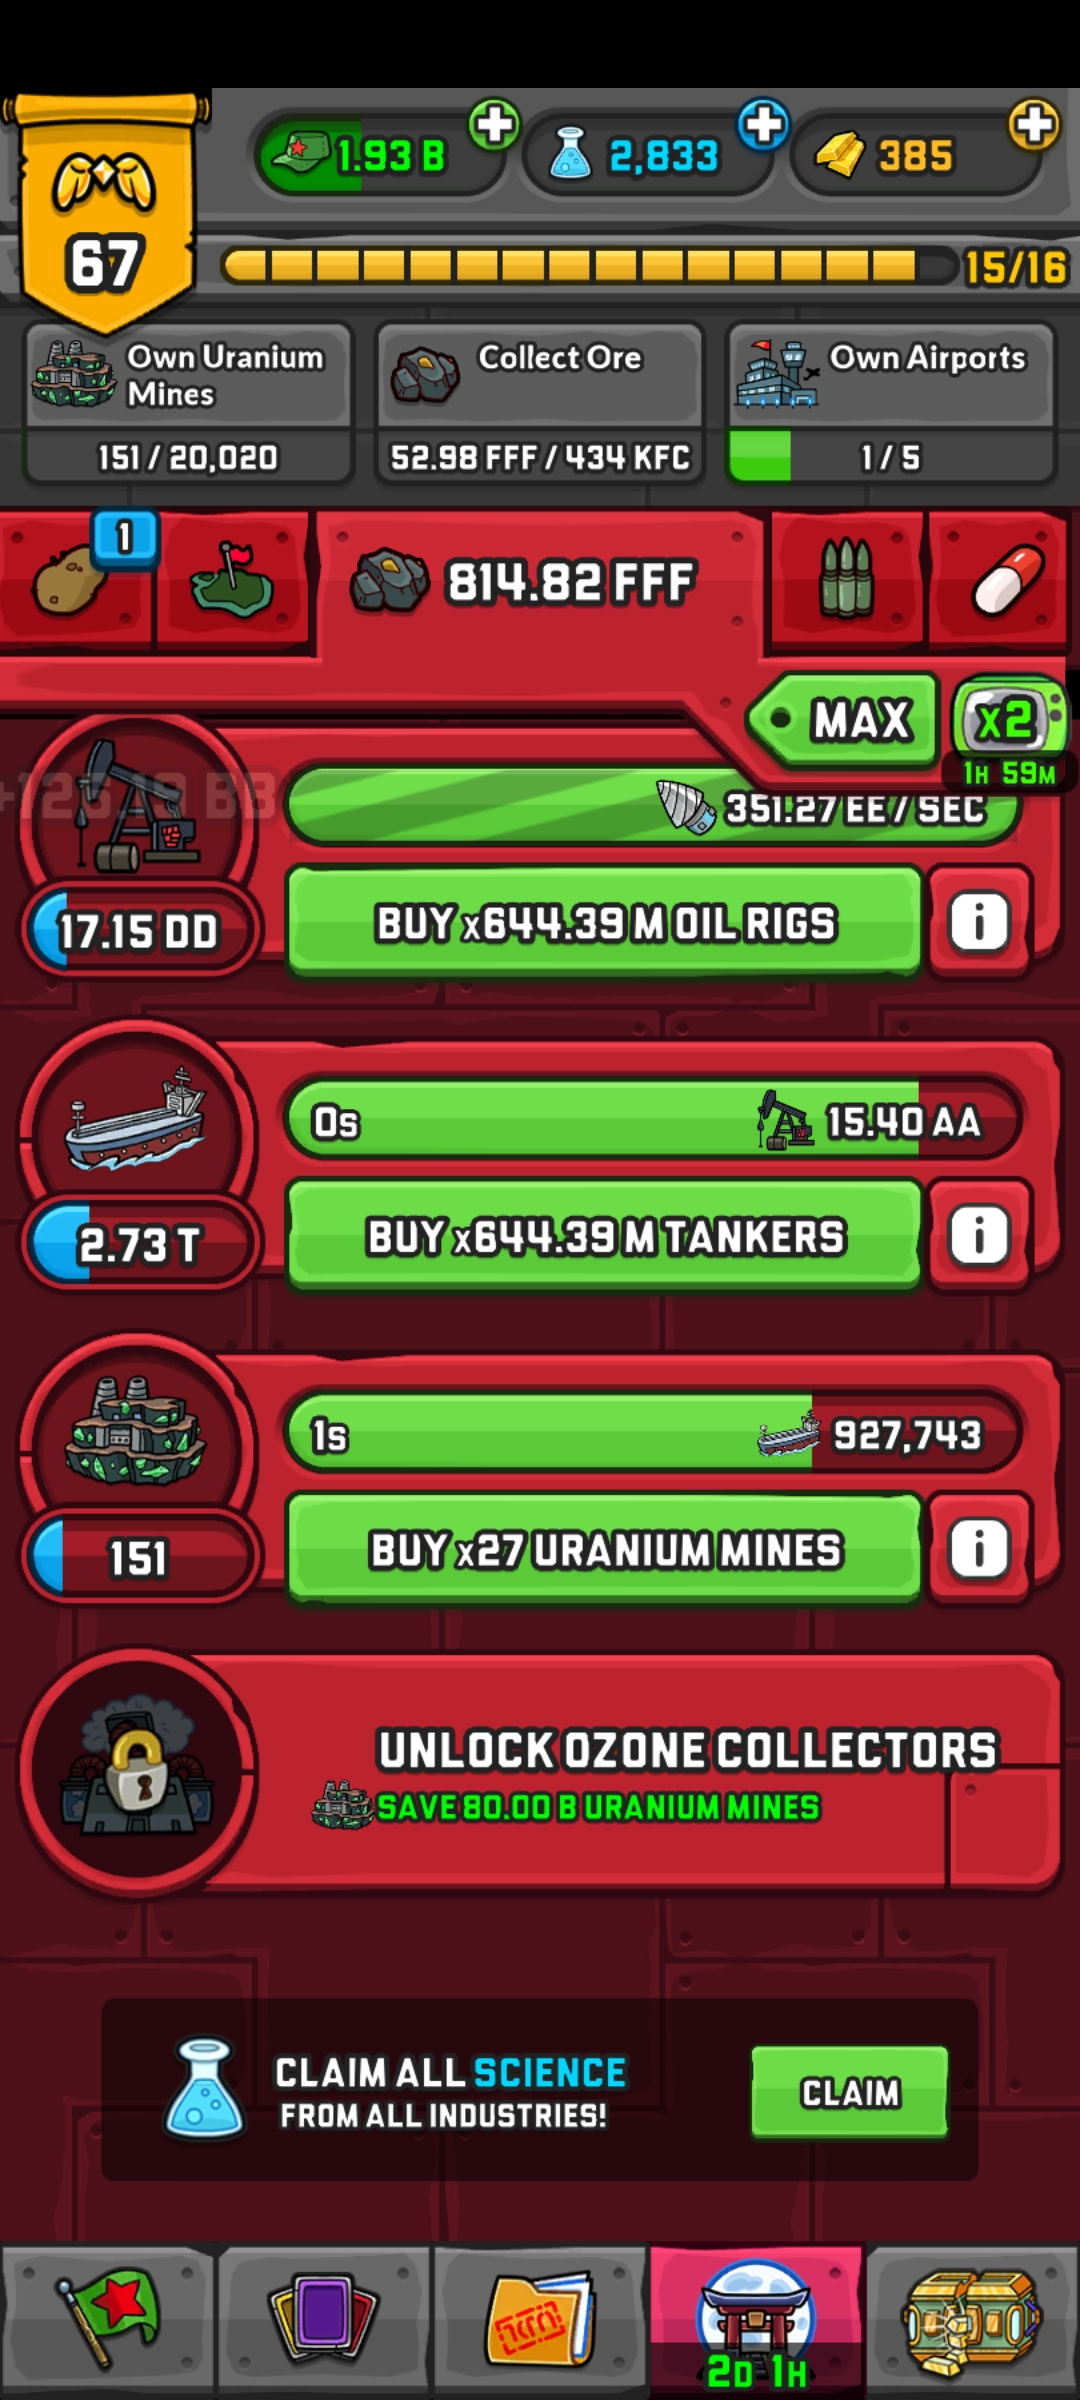 67
1.93 B
2,833
385
15/16
Own Uranium
Mines
151 / 20,020
Collect Ore
52.98 FFF / 434 KFC
Own Airports
1 / 5
1
814.82 FFF
MAX
x2
1H 59M
+125.19 BB
351.27 EE / SEC
17.15 DD
BUY x644.39 M OIL RIGS
i
0s
15.40 AA
2.73 T
BUY x644.39 M TANKERS
i
1s
927,743
151
BUY x27 URANIUM MINES
i
UNLOCK OZONE COLLECTORS
SAVE 80.00 B URANIUM MINES
CLAIM ALL SCIENCE
FROM ALL INDUSTRIES!
CLAIM
2D 1H